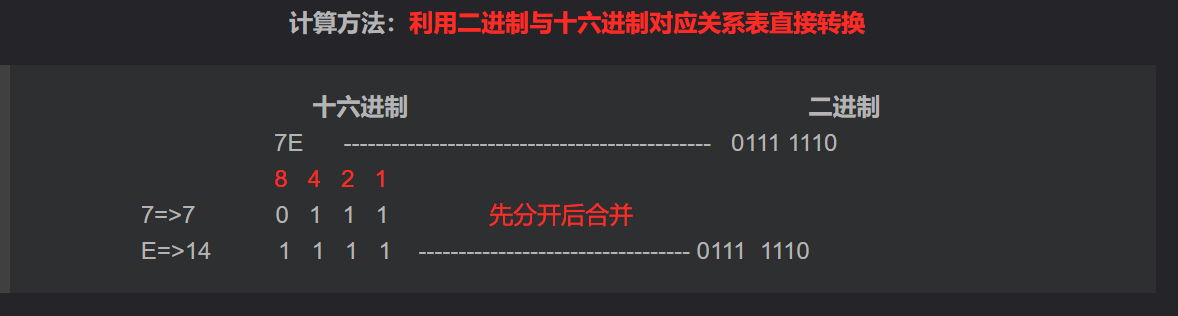 计算方法：利用二进制与十六进制对应关系表直接转换
十六进制 二进制
7E ---------------------------------------------- 0111 1110
8 4 2 1
7=>7 0 1 1 1 先分开后合并
E=>14 1 1 1 1 ---------------------------------- 0111 1110